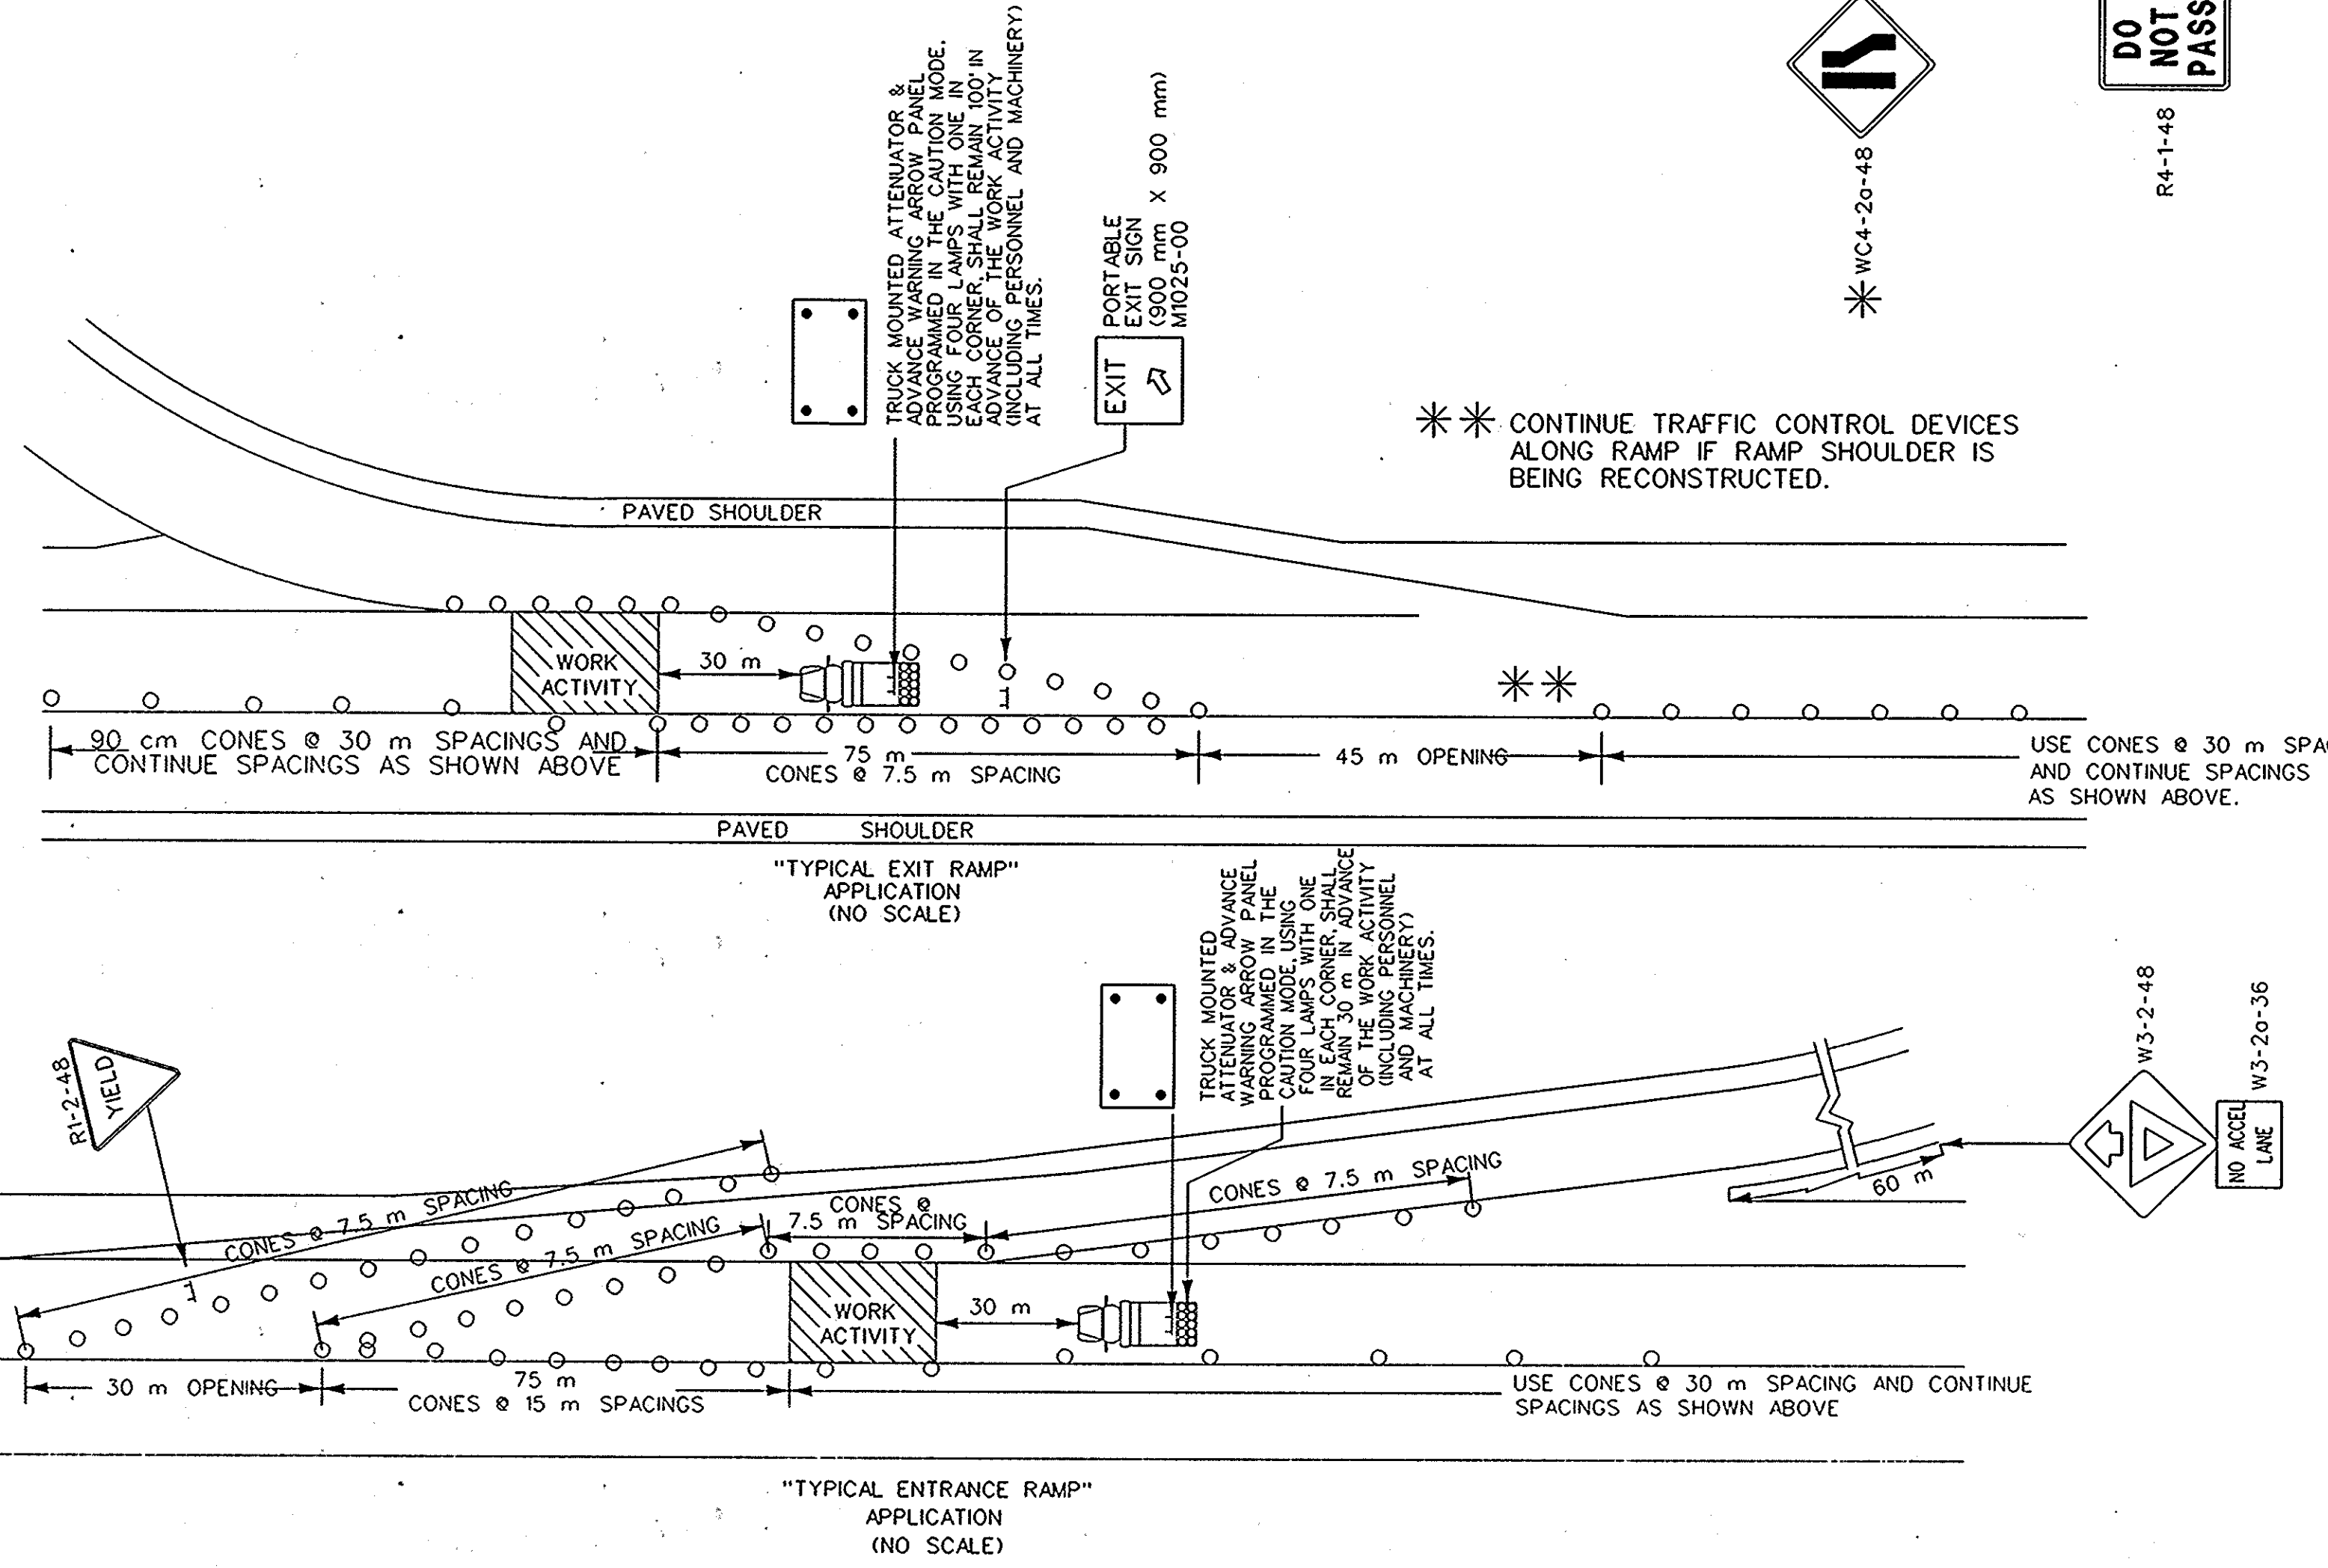 DO
NOT
PASS
R4-1-48
WC4-2a-48
TRUCK MOUNTED ATTENUATOR &
ADVANCE WARNING ARROW PANEL
PROGRAMMED IN THE CAUTION MODE,
USING FOUR LAMPS WITH ONE IN
EACH CORNER, SHALL REMAIN 100' IN
ADVANCE OF THE WORK ACTIVITY
(INCLUDING PERSONNEL AND MACHINERY)
AT ALL TIMES.
PORTABLE
EXIT SIGN
(900 mm X 900 mm)
M1025-00
EXIT
** CONTINUE TRAFFIC CONTROL DEVICES
ALONG RAMP IF RAMP SHOULDER IS
BEING RECONSTRUCTED.
PAVED SHOULDER
WORK
ACTIVITY
30 m
**
90 cm CONES @ 30 m SPACINGS AND
CONTINUE SPACINGS AS SHOWN ABOVE
75 m
CONES @ 7.5 m SPACING
45 m OPENING
USE CONES @ 30 m
AND CONTINUE SPACINGS
AS SHOWN ABOVE.
PAVED SHOULDER
"TYPICAL EXIT RAMP"
APPLICATION
(NO SCALE)
TRUCK MOUNTED
ATTENUATOR & ADVANCE
WARNING ARROW PANEL
PROGRAMMED IN THE
CAUTION MODE, USING
FOUR LAMPS WITH ONE
IN EACH CORNER, SHALL
REMAIN 30 m IN ADVANCE
OF THE WORK ACTIVITY
(INCLUDING PERSONNEL
AND MACHINERY)
AT ALL TIMES.
R1-2-48
YIELD
W3-2-48
W3-2a-36
NO ACCEL
LANE
CONES @ 7.5 m SPACING
CONES @ 7.5 m SPACING
CONES @
7.5 m SPACING
CONES @ 7.5 m SPACING
60 m
WORK
ACTIVITY
30 m
30 m OPENING
75 m
CONES @ 15 m SPACINGS
USE CONES @ 30 m SPACING AND CONTINUE
SPACINGS AS SHOWN ABOVE
"TYPICAL ENTRANCE RAMP"
APPLICATION
(NO SCALE)